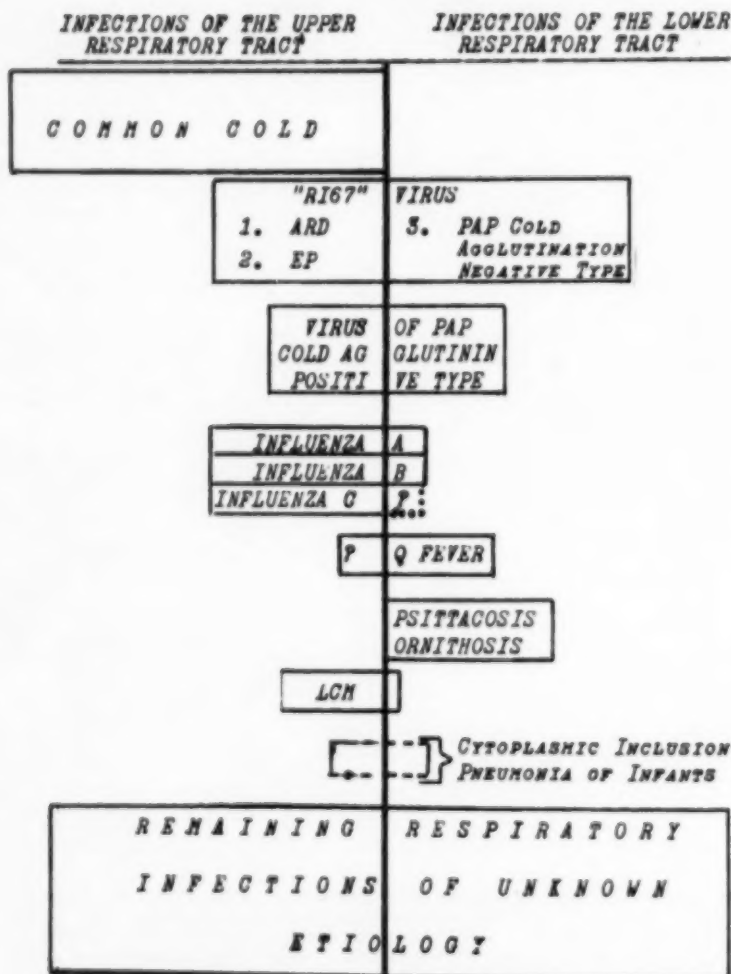 INFECTIONS OF THE UPPER RESPIRATORY TRACT
INFECTIONS OF THE LOWER RESPIRATORY TRACT
COMMON COLD
"RI67" VIRUS
1. ARD
2. EP
3. PAP COLD
AGGLUTINATION
NEGATIVE TYPE
VIRUS OF PAP
COLD AGGLUTININ
POSITIVE TYPE
INFLUENZA A
INFLUENZA B
INFLUENZA C ?
? Q FEVER
PSITTACOSIS
ORNITHOSIS
LCM
CYTOPLASMIC INCLUSION
PNEUMONIA OF INFANTS
REMAINING RESPIRATORY
INFECTIONS OF UNKNOWN
ETIOLOGY